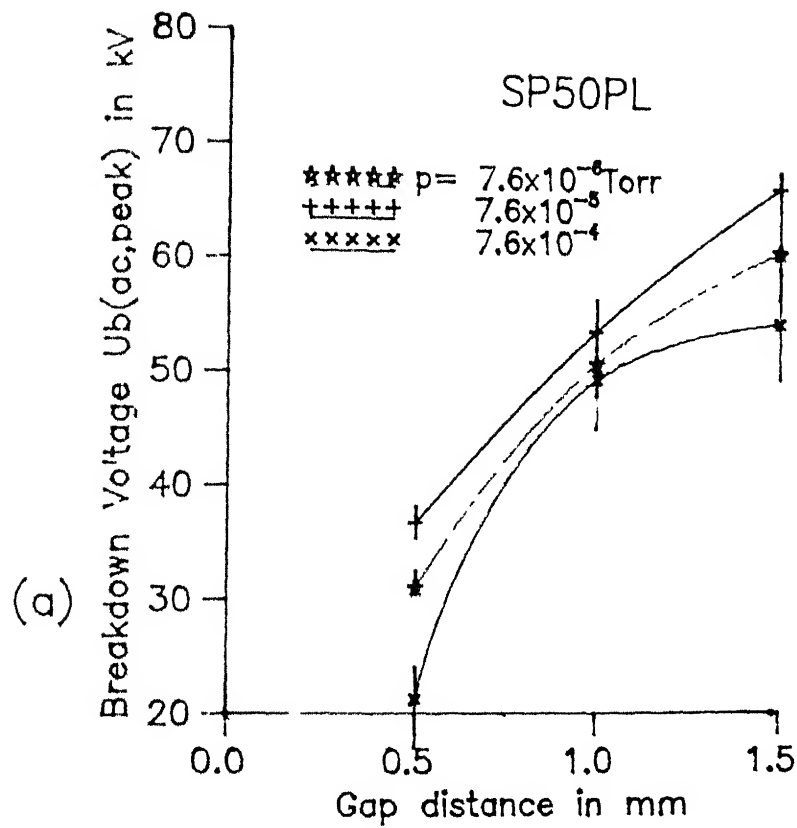 80
70
60
50
40
30
20
Breakdown Voltage Ub(ac,peak) in kV
SP50PL
p= 7.6x10⁻⁶Torr
7.6x10⁻⁵
7.6x10⁻⁴
(a)
0.0 0.5 1.0 1.5
Gap distance in mm